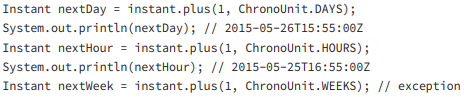 Instant nextDay = instant.plus(1, ChronoUnit.DAYS);
System.out.println(nextDay); // 2015-05-26T15:55:00Z
Instant nextHour = instant.plus(1, ChronoUnit.HOURS);
System.out.println(nextHour); // 2015-05-25T16:55:00Z
Instant nextWeek = instant.plus(1, ChronoUnit.WEEKS); // exception